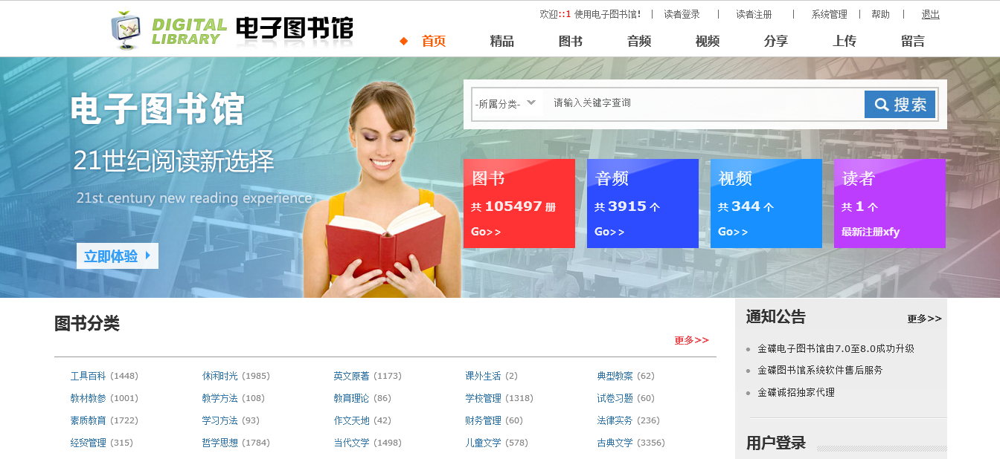 欢迎::1 使用电子图书馆! | 读者登录 | 读者注册 | 系统管理 | 帮助 | 退出
DIGITAL LIBRARY 电子图书馆
首页 精品 图书 音频 视频 分享 上传 留言
电子图书馆
21世纪阅读新选择
21st century new reading experience
立即体验
-所属分类- 请输入关键字查询 搜索
图书
共 105497 册
Go>>
音频
共 3915 个
Go>>
视频
共 344 个
Go>>
读者
共 1 个
最新注册xfy
图书分类
更多>>
工具百科 (1448) 休闲时光 (1985) 英文原著 (1173) 课外生活 (2) 典型教案 (62)
教材教参 (1001) 教学方法 (108) 教育理论 (86) 学校管理 (1318) 试卷习题 (60)
素质教育 (1722) 学习方法 (93) 作文天地 (42) 财务管理 (60) 法律实务 (236)
经贸管理 (315) 哲学思想 (1784) 当代文学 (1498) 儿童文学 (578) 古典文学 (3356)
通知公告 更多>>
金碟电子图书馆由7.0至8.0成功升级
金碟图书馆系统软件售后服务
金碟诚招独家代理
用户登录